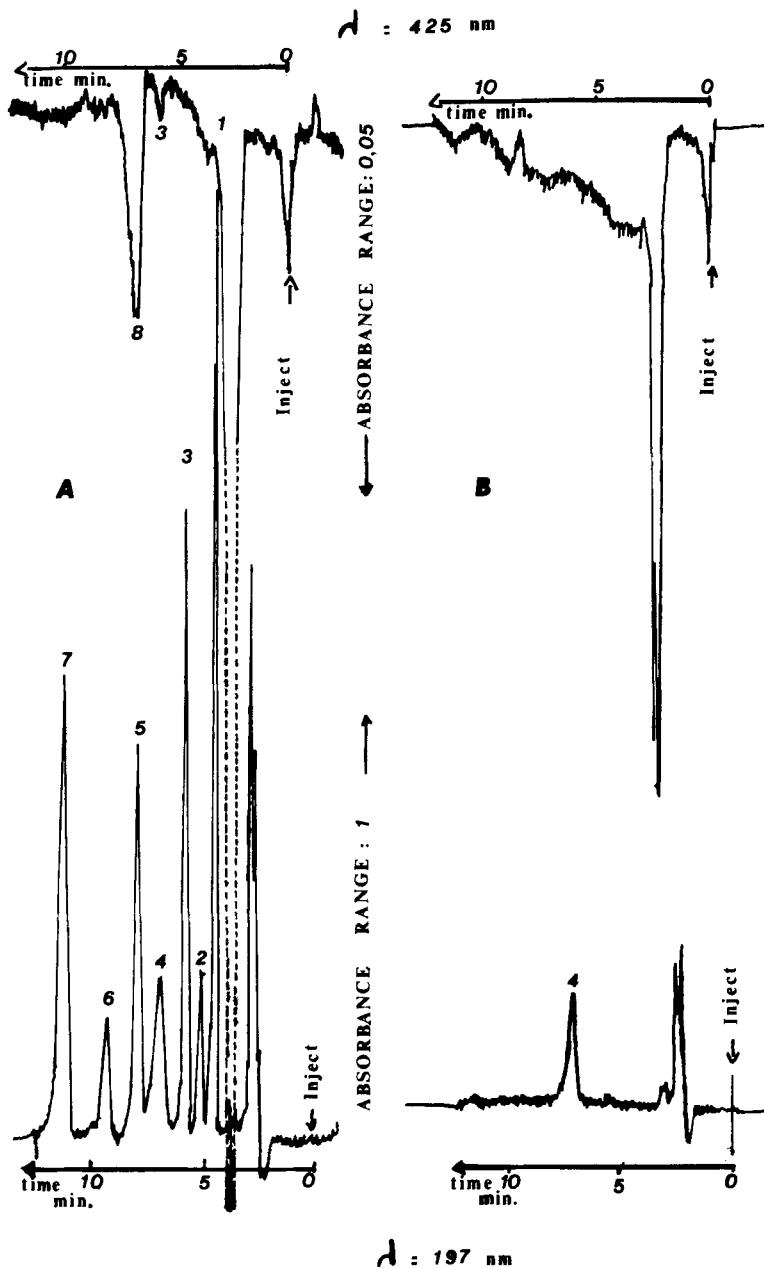 λ : 425 nm
10 5 0
time min.
3 1
8
Inject
ABSORBANCE RANGE: 0,05
10 5 0
time min.
Inject
A
3
B
7
5
6
4
2
ABSORBANCE RANGE : 1
Inject
4
Inject
10 5 0
time
min.
10 5 0
time
min.
λ : 197 nm